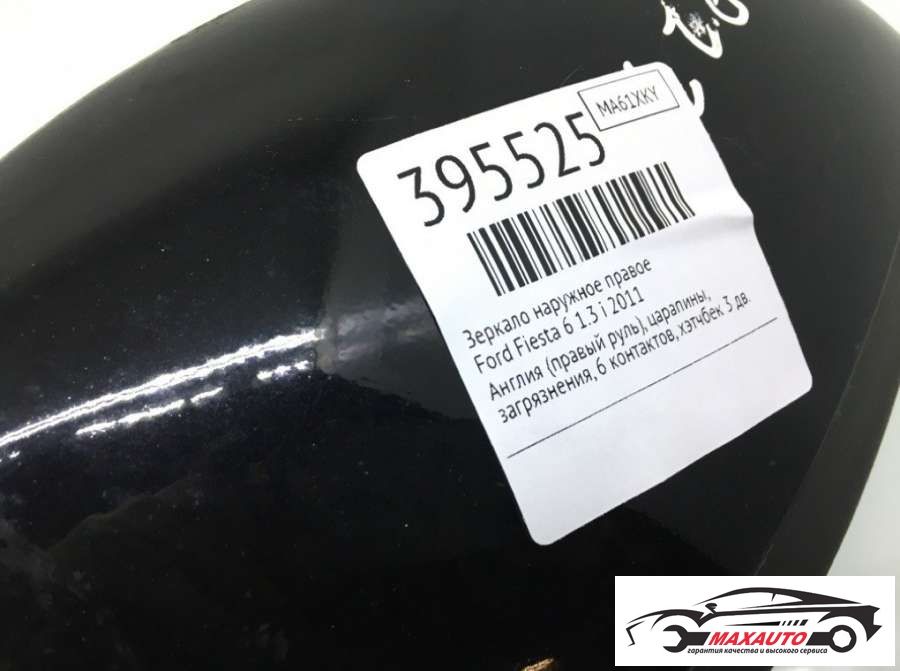 395525
MA61XKY
Зеркало наружное правое
Ford Fiesta 6 1.3 i 2011
Англия (правый руль), царапины,
загрязнения, 6 контактов, хэтчбек 3 дв.
MAXAUTO
гарантия качества и высокого сервиса